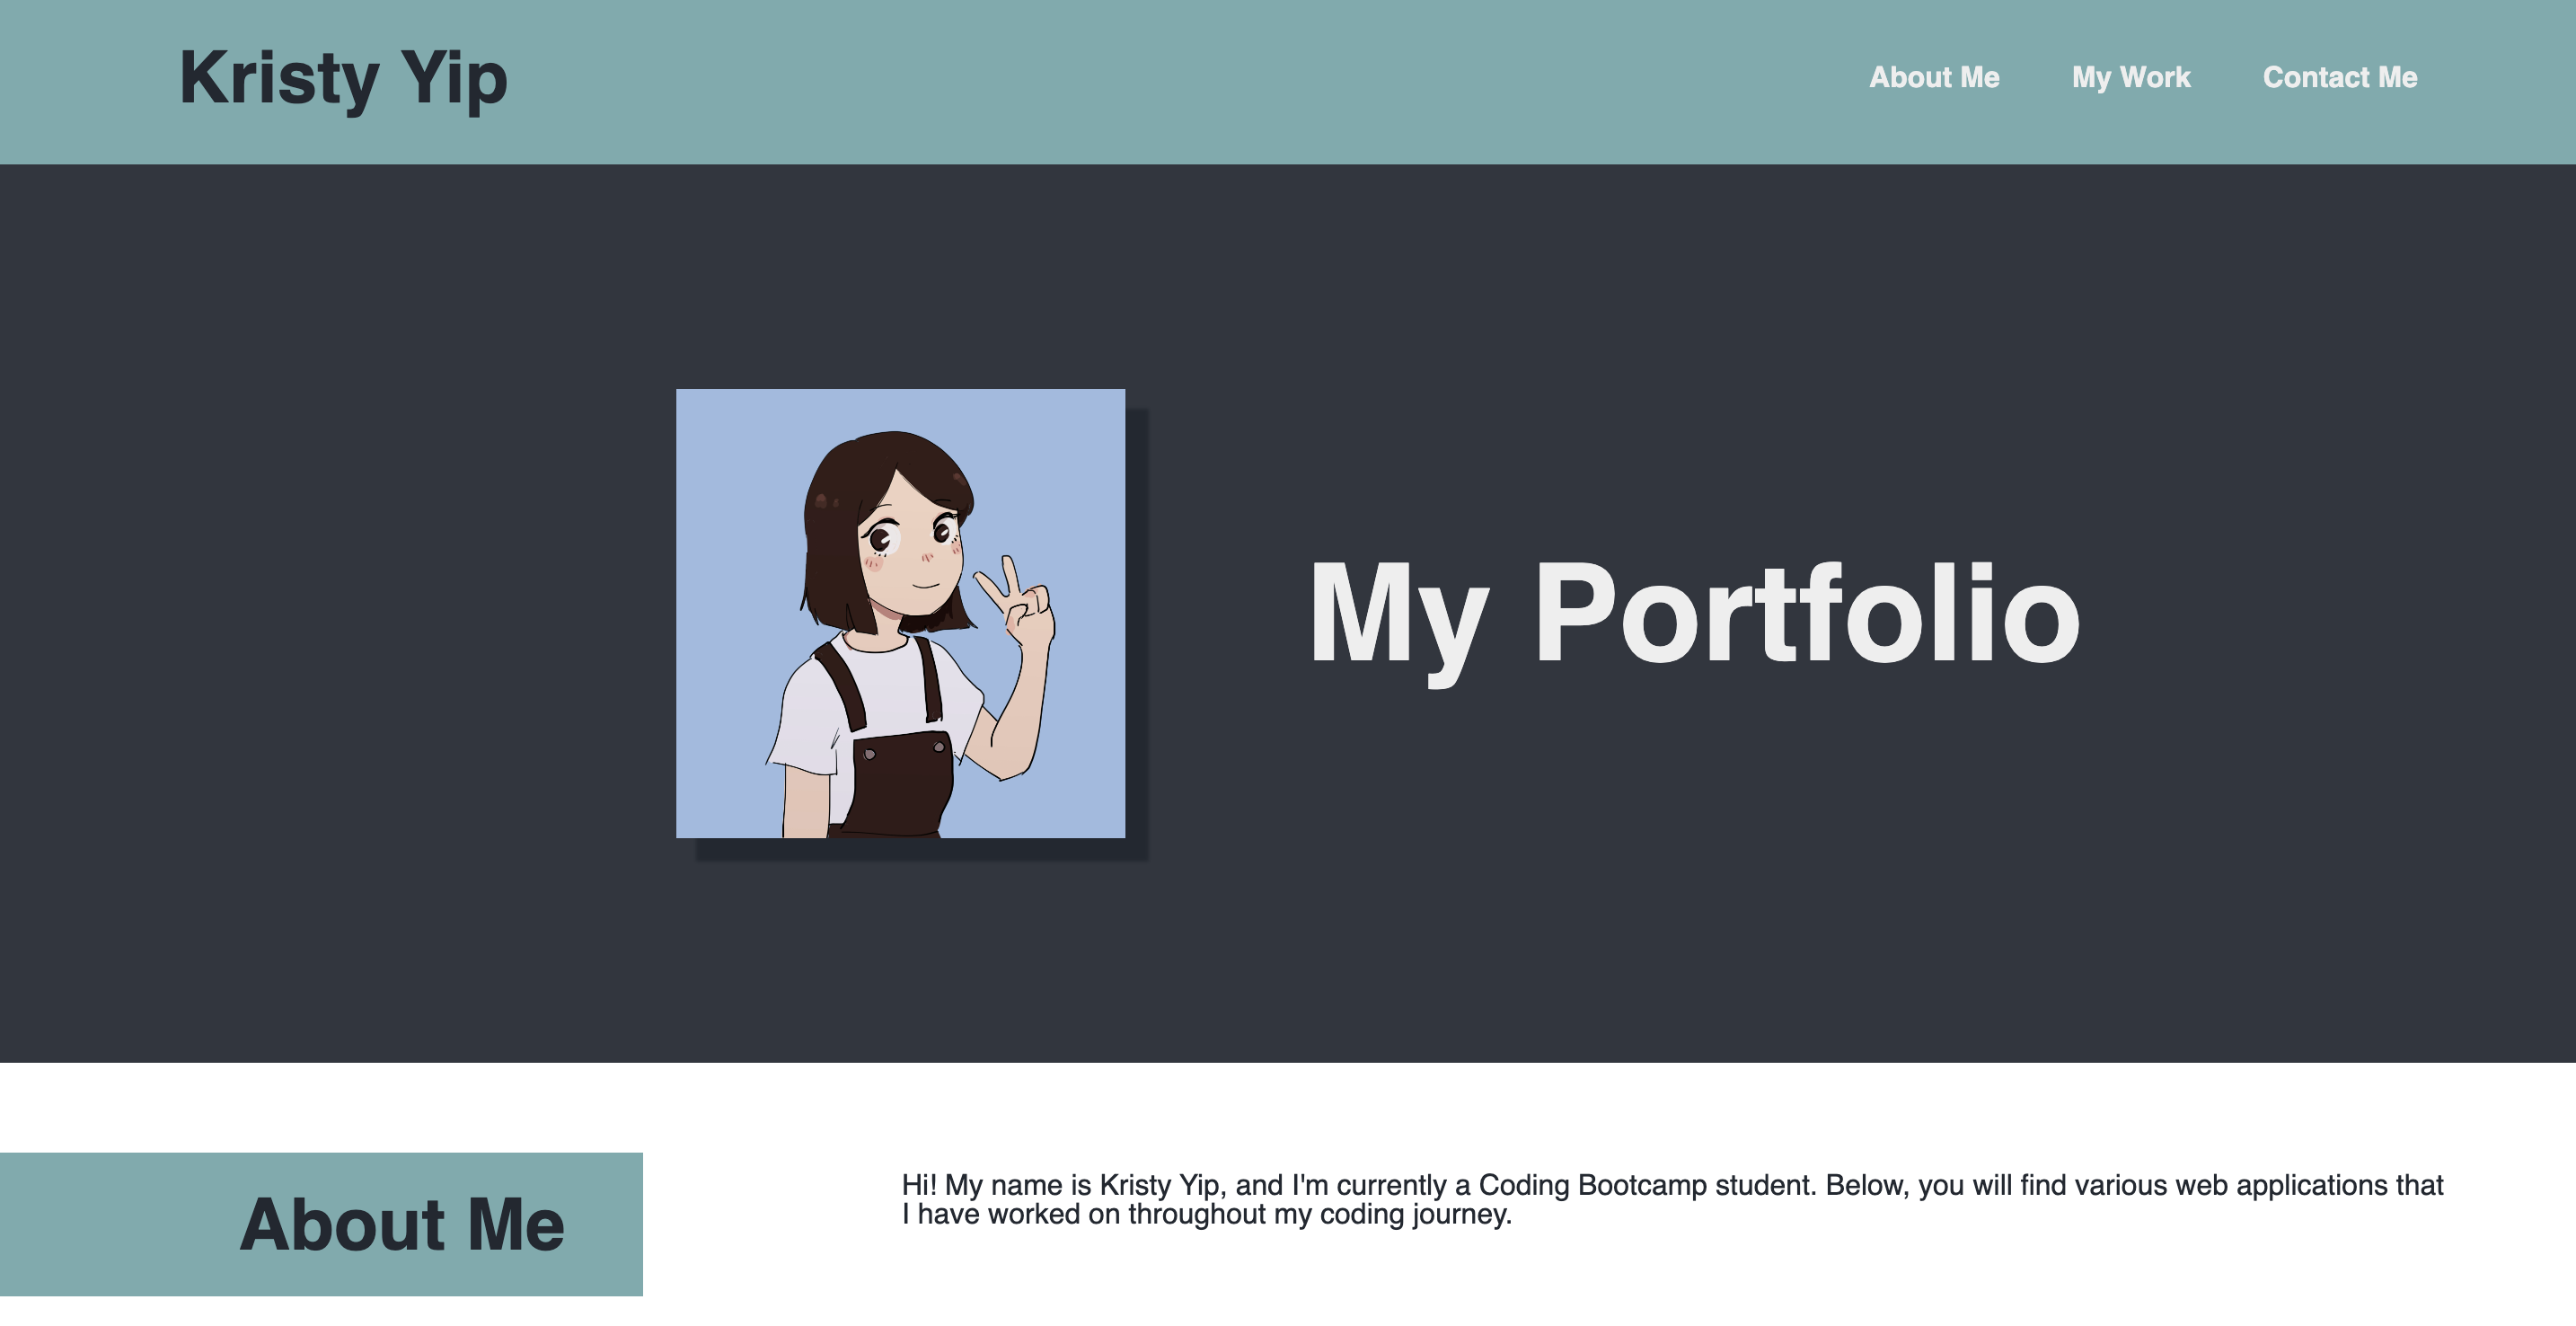 Kristy Yip
About Me
My Work
Contact Me
My Portfolio
About Me
Hi! My name is Kristy Yip, and I'm currently a Coding Bootcamp student. Below, you will find various web applications that
I have worked on throughout my coding journey.